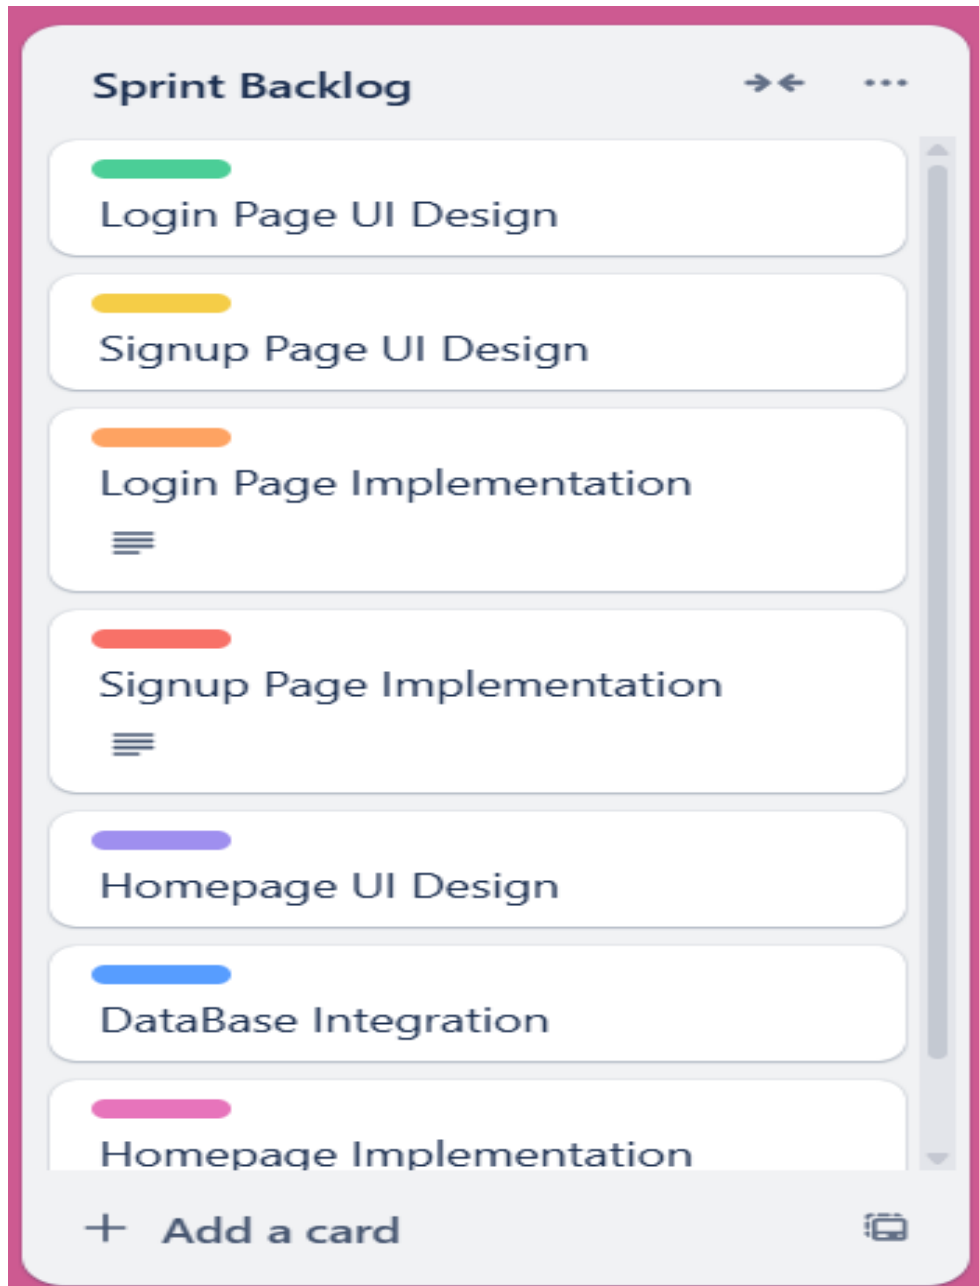 Sprint Backlog
Login Page UI Design
Signup Page UI Design
Login Page Implementation
Signup Page Implementation
Homepage UI Design
DataBase Integration
Homepage Implementation
Add a card